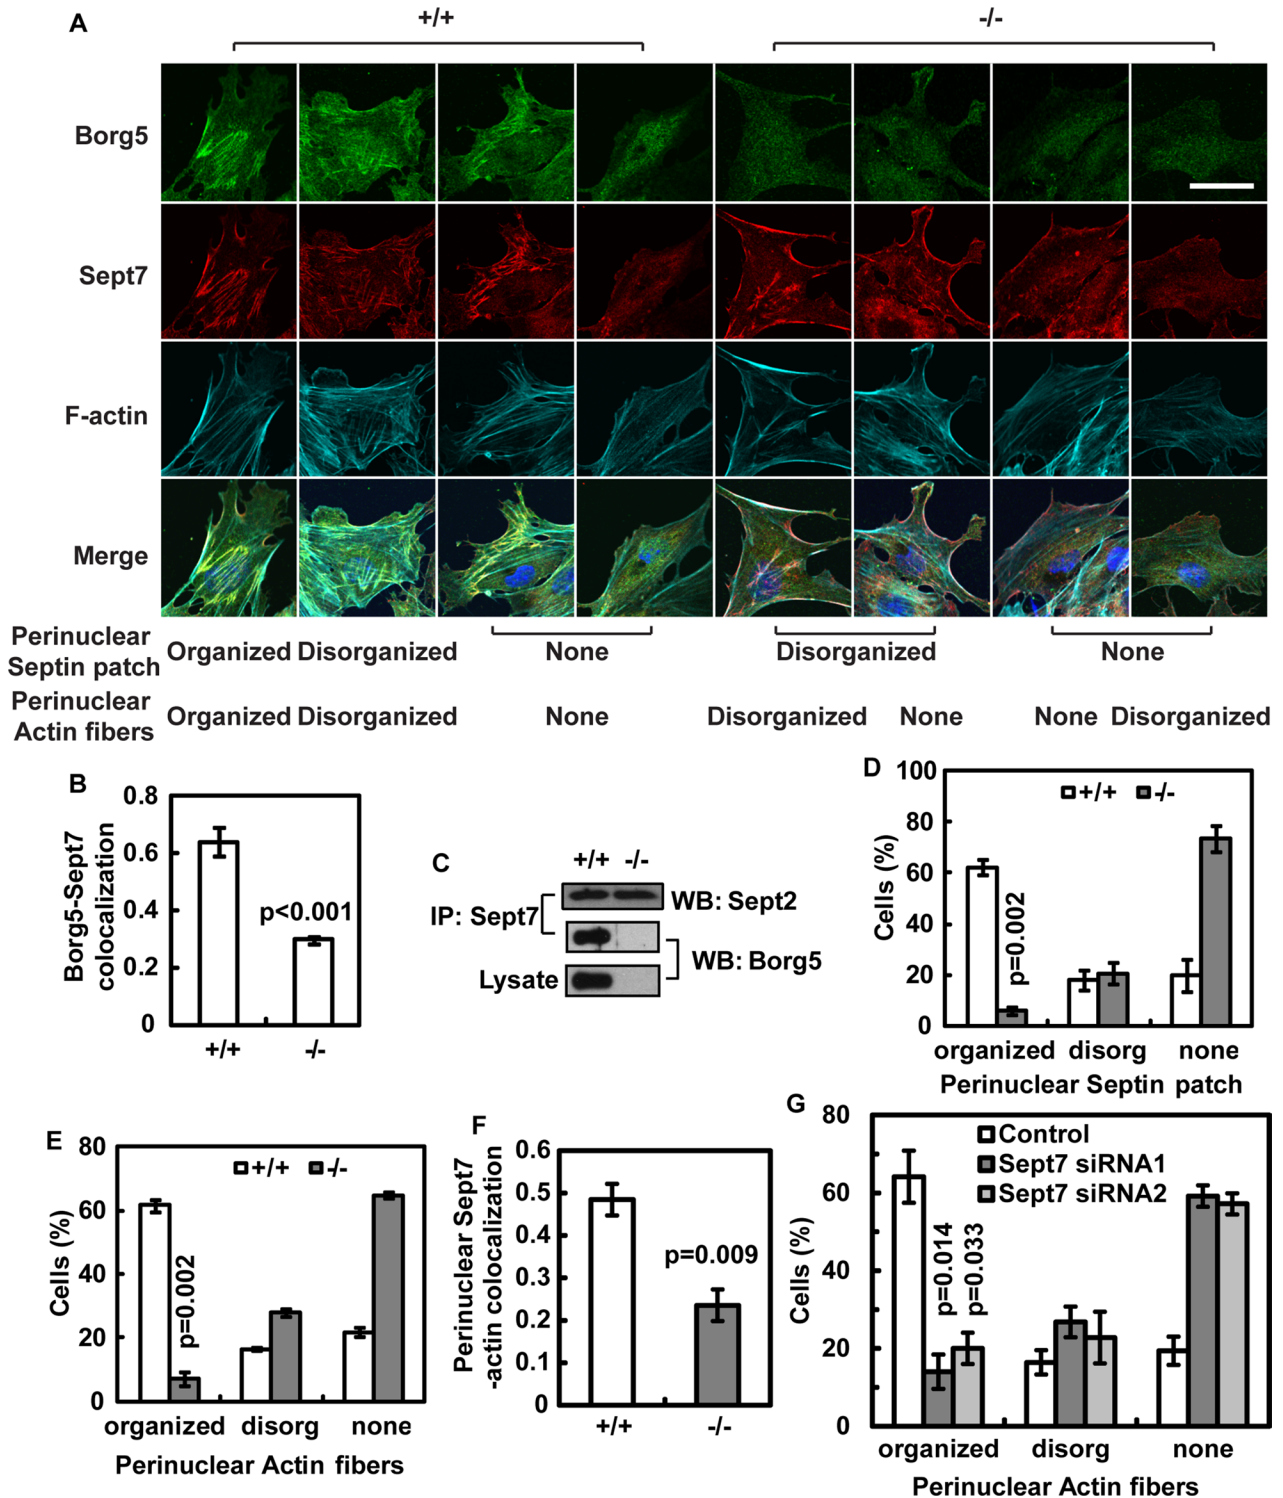 A
+/+ -/-
Borg5
Sept7
F-actin
Merge
Perinuclear
Septin patch
Organized Disorganized None Disorganized None
Perinuclear
Actin fibers
Organized Disorganized None Disorganized None None Disorganized
B
Borg5-Sept7
colocalization
0.8
0.6
0.4
0.2
0
p<0.001
+/+ -/-
C
+/+ -/-
IP: Sept7
WB: Sept2
WB: Borg5
Lysate
D
Cells (%)
100
80
60
40
20
0
+/+ -/-
p=0.002
organized disorg none
Perinuclear Septin patch
E
Cells (%)
80
60
40
20
0
+/+ -/-
p=0.002
organized disorg none
Perinuclear Actin fibers
F
Perinuclear Sept7
-actin colocalization
0.6
0.5
0.4
0.3
0.2
0.1
0
p=0.009
+/+ -/-
G
Cells (%)
80
60
40
20
0
Control
Sept7 siRNA1
Sept7 siRNA2
p=0.014
p=0.033
organized disorg none
Perinuclear Actin fibers